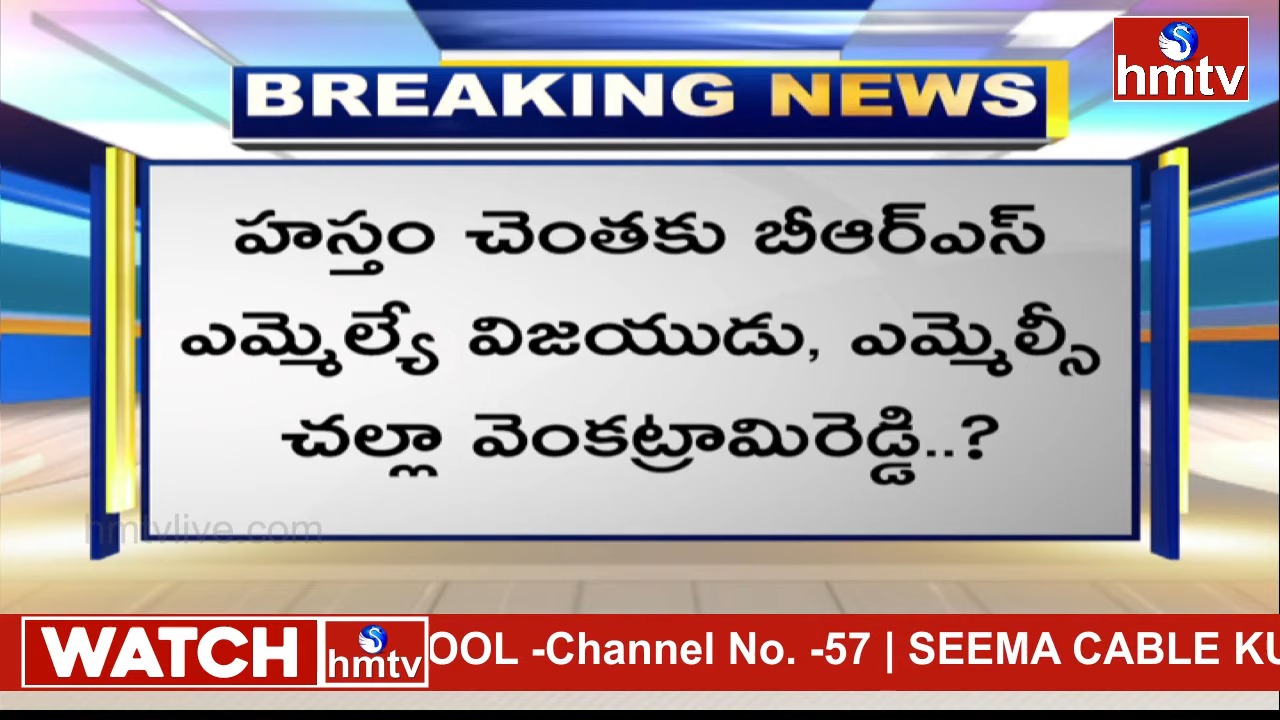 hmtv
BREAKING NEWS
హస్తం చెంతకు బీఆర్ఎస్
ఎమ్మెల్యే విజయుడు, ఎమ్మెల్సీ
చల్లా వెంకట్రామిరెడ్డి..?
hmtvlive.com
WATCH hmtv OOL -Channel No. -57 | SEEMA CABLE KU